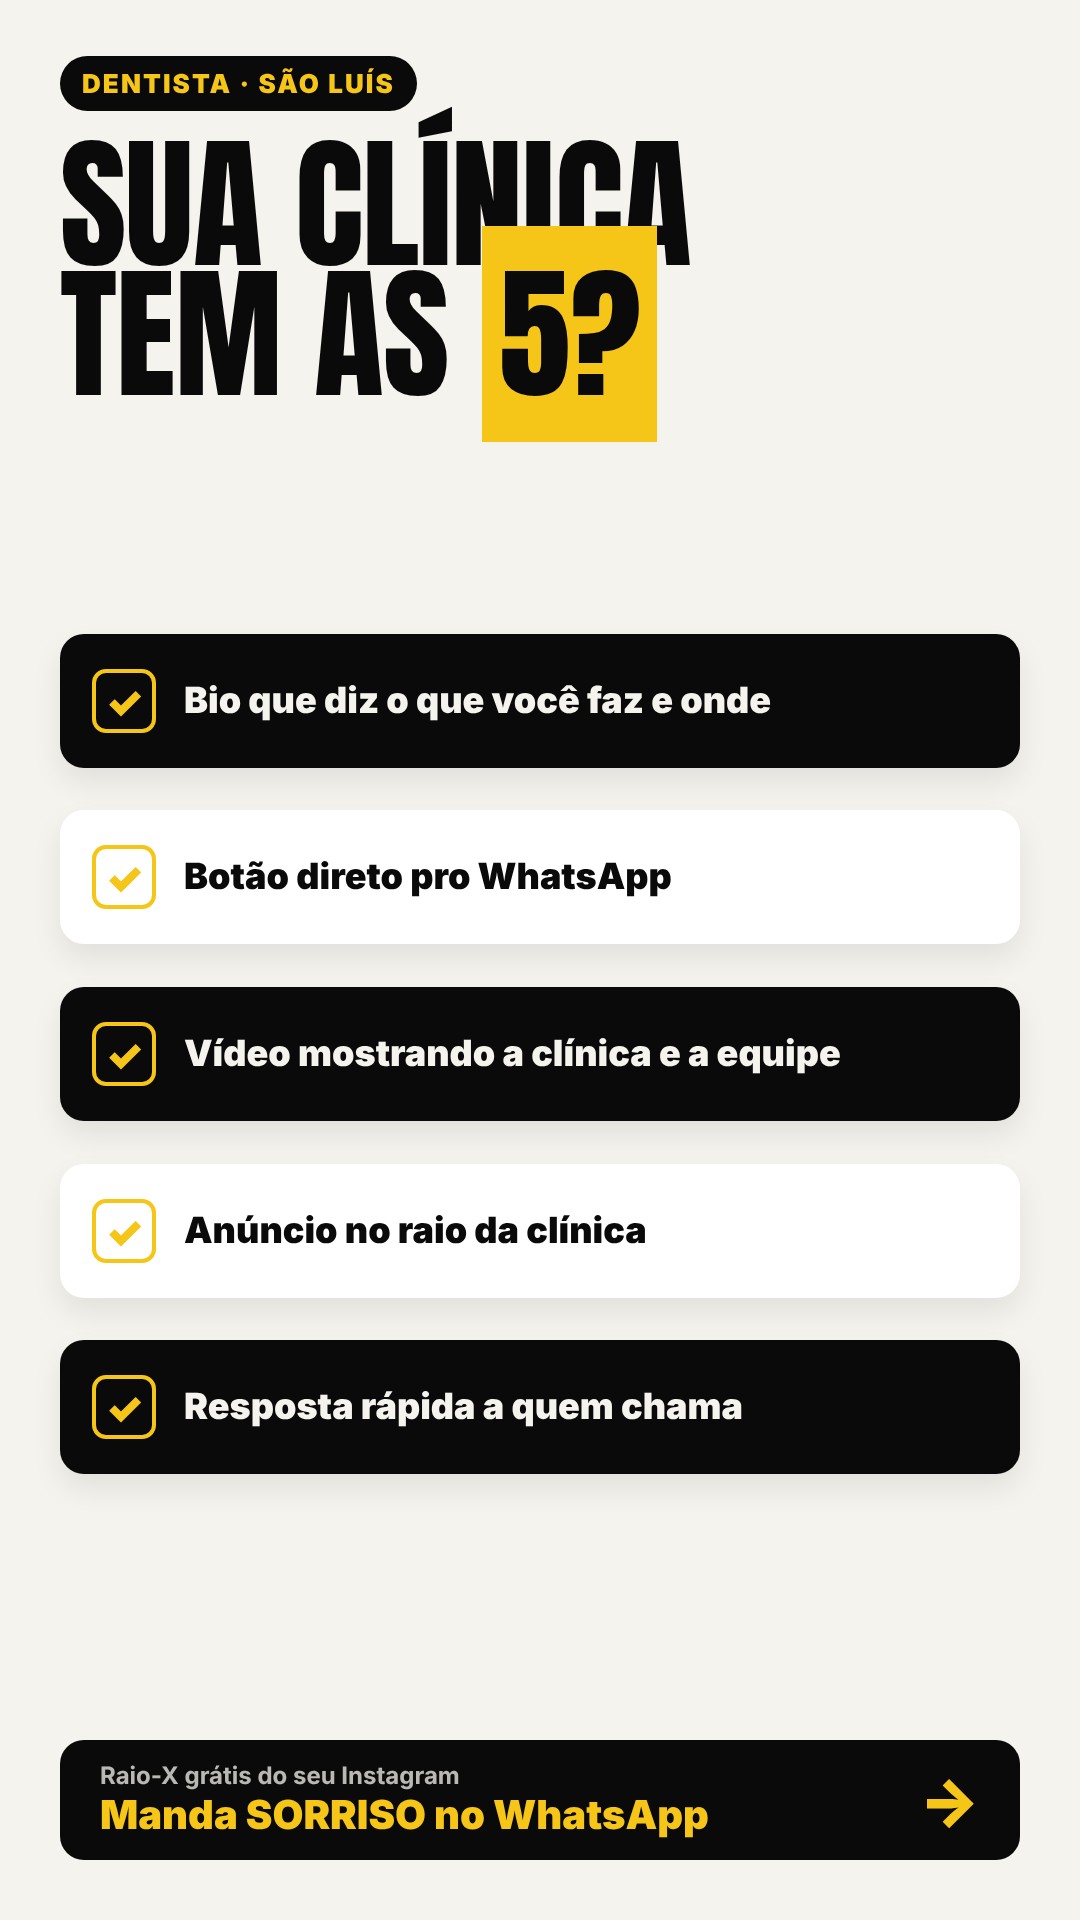 DENTISTA · SÃO LUÍS
SUA CLÍNICA
TEM AS 5?
Bio que diz o que você faz e onde
Botão direto pro WhatsApp
Vídeo mostrando a clínica e a equipe
Anúncio no raio da clínica
Resposta rápida a quem chama
Raio-X grátis do seu Instagram
Manda SORRISO no WhatsApp